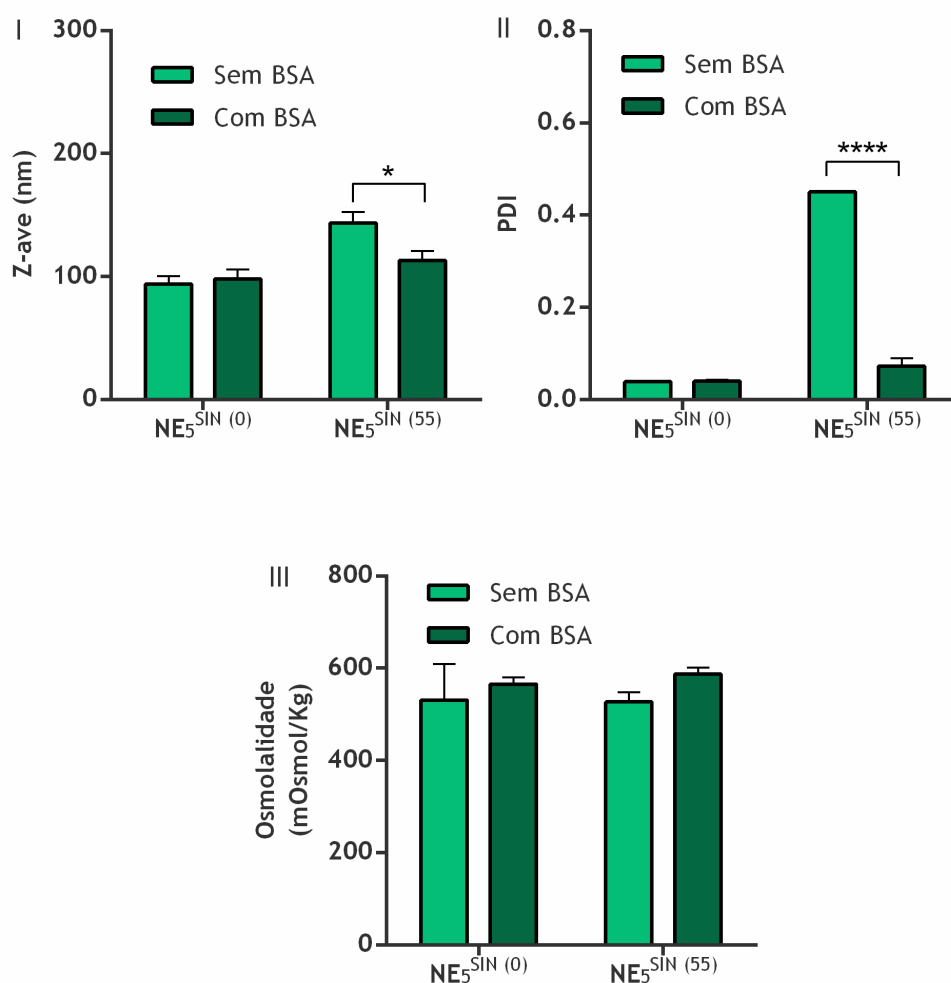 I
300
200
100
0
Z-ave (nm)
Sem BSA
Com BSA
*
NE5SIN (0)
NE5SIN (55)
II
0.8
0.6
0.4
0.2
0.0
PDI
Sem BSA
Com BSA
****
NE5SIN (0)
NE5SIN (55)
III
800
600
400
200
0
Osmolalidade
(mOsmol/Kg)
Sem BSA
Com BSA
NE5SIN (0)
NE5SIN (55)